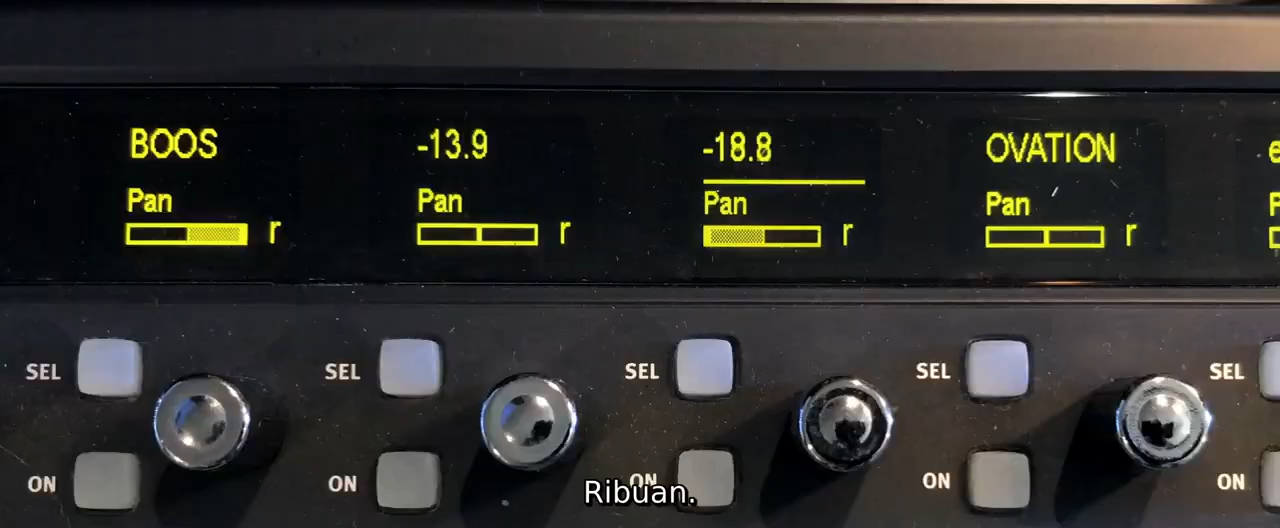 BOOS -13.9 -18.8 OVATION
Pan Pan Pan Pan
r r r r
SEL SEL SEL SEL SEL
ON ON ON ON ON
Ribuan.